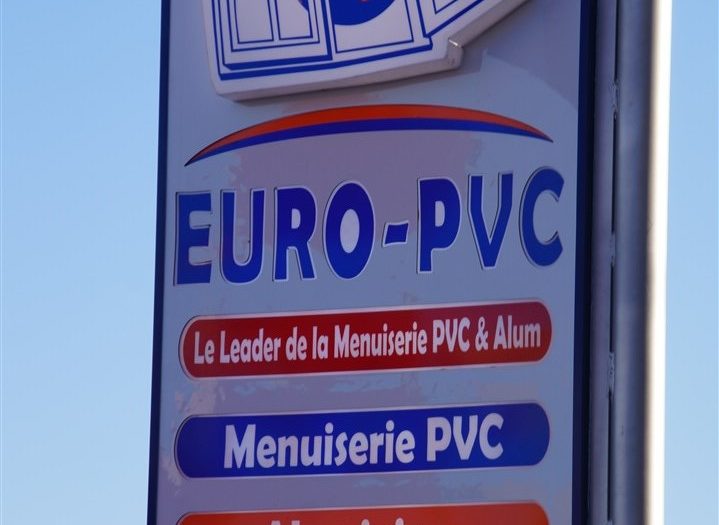 EURO-PVC
Le Leader de la Menuiserie PVC & Alum
Menuiserie PVC